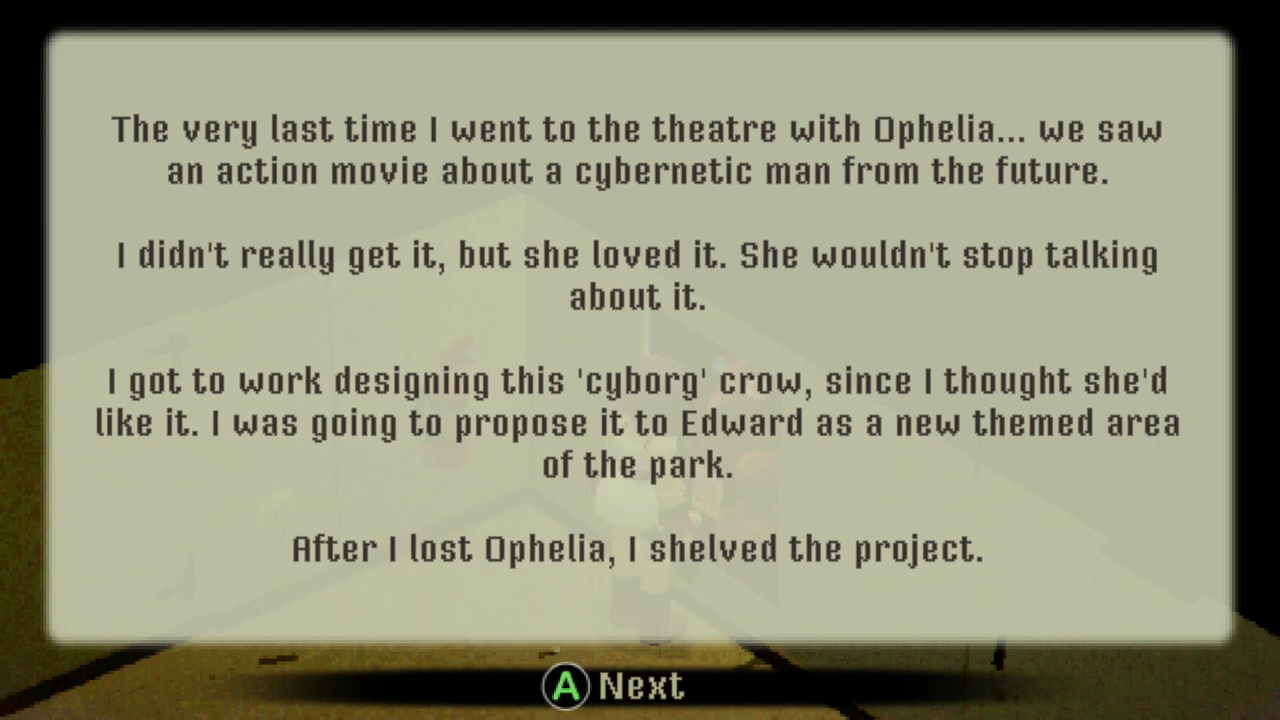 The very last time I went to the theatre with Ophelia... we saw
an action movie about a cybernetic man from the future.
I didn't really get it, but she loved it. She wouldn't stop talking
about it.
I got to work designing this 'cyborg' crow, since I thought she'd
like it. I was going to propose it to Edward as a new themed area
of the park.
After I lost Ophelia, I shelved the project.
A Next